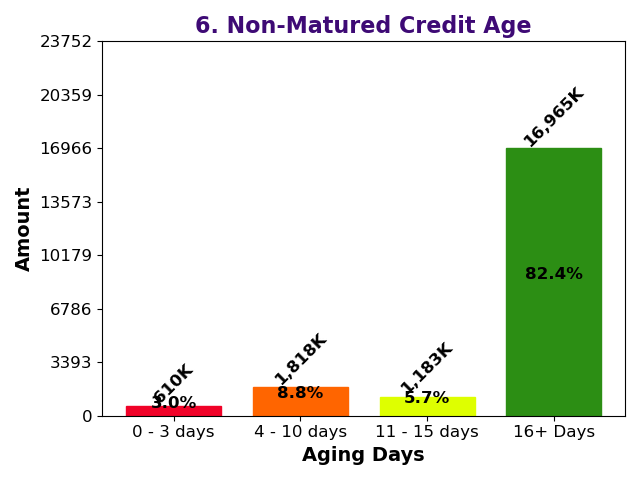 6. Non-Matured Credit Age
Amount
23752
20359
16966
13573
10179
6786
3393
0
610K
3.0%
1,818K
8.8%
1,183K
5.7%
16,965K
82.4%
0 - 3 days
4 - 10 days
11 - 15 days
16+ Days
Aging Days